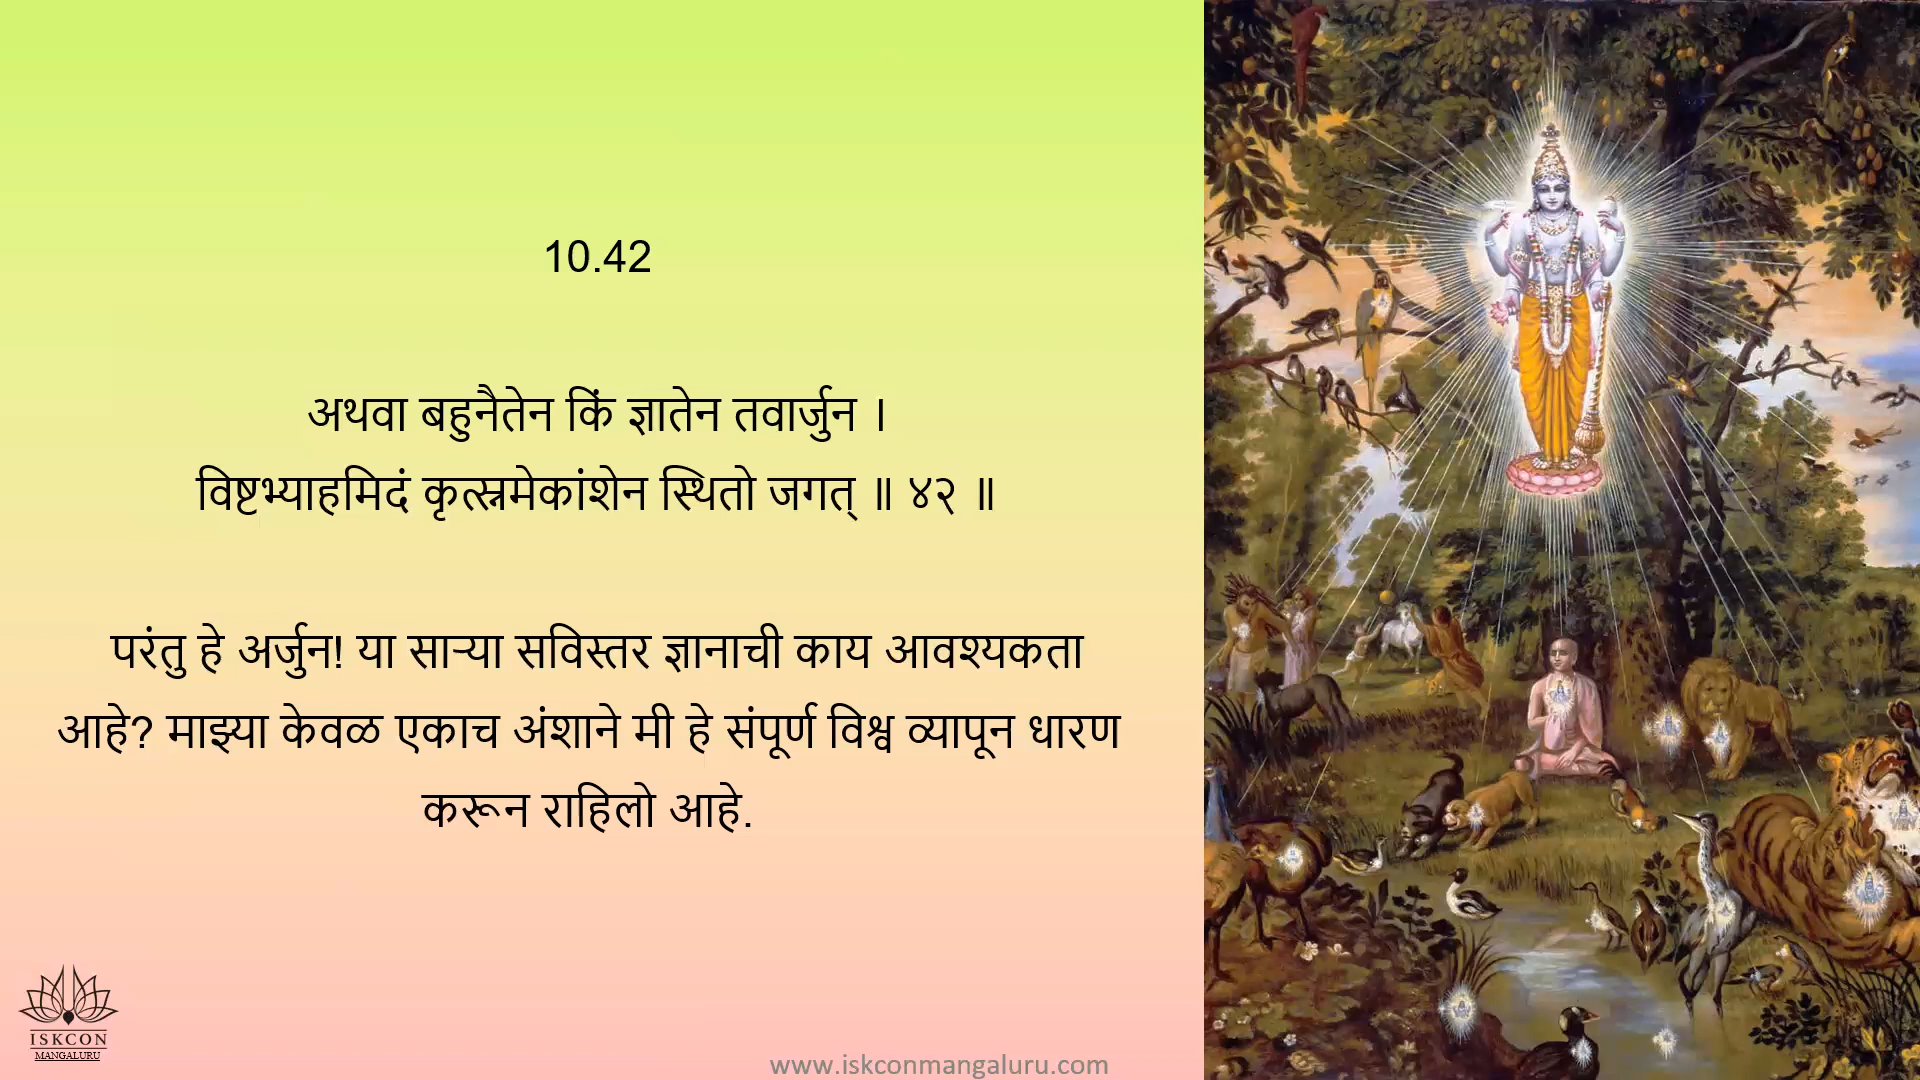 10.42
अथवा बहुनैतेन किं ज्ञातेन तवार्जुन ।
विष्टभ्याहमिदं कृत्स्नमेकांशेन स्थितो जगत् ॥ ४२ ॥
परंतु हे अर्जुन! या साऱ्या सविस्तर ज्ञानाची काय आवश्यकता
आहे? माझ्या केवळ एकाच अंशाने मी हे संपूर्ण विश्व व्यापून धारण
करून राहिलो आहे.
ISKCON
MANGALURU
www.iskconmangaluru.com